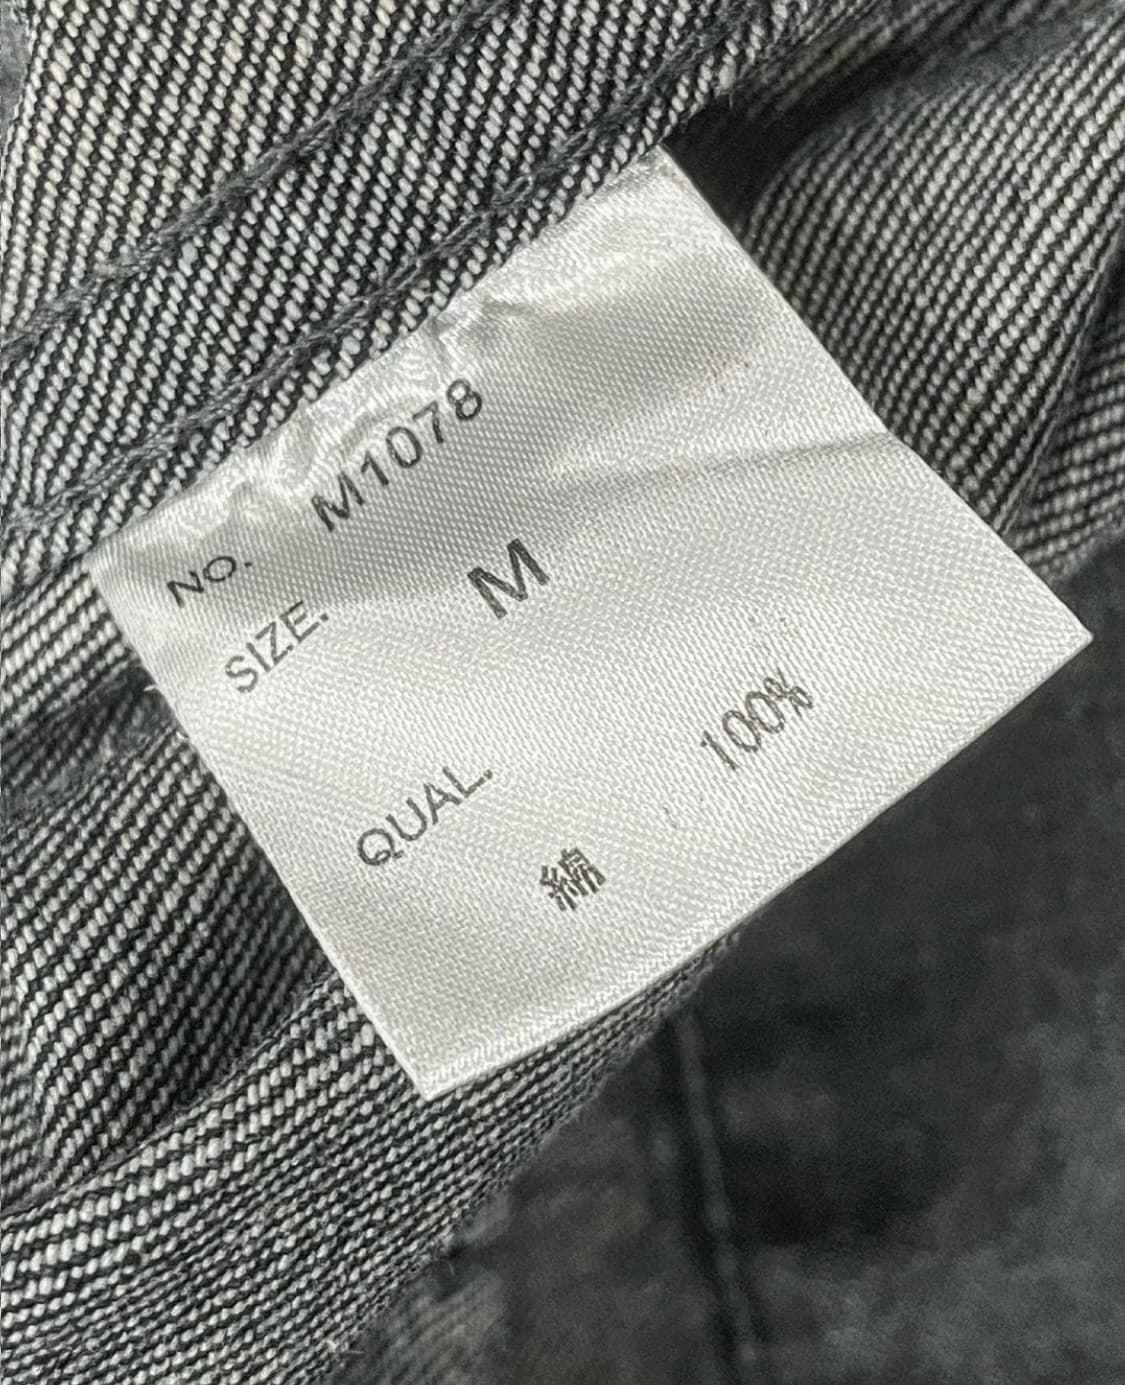 NO. M1078
SIZE. M
QUAL. 100%
綿